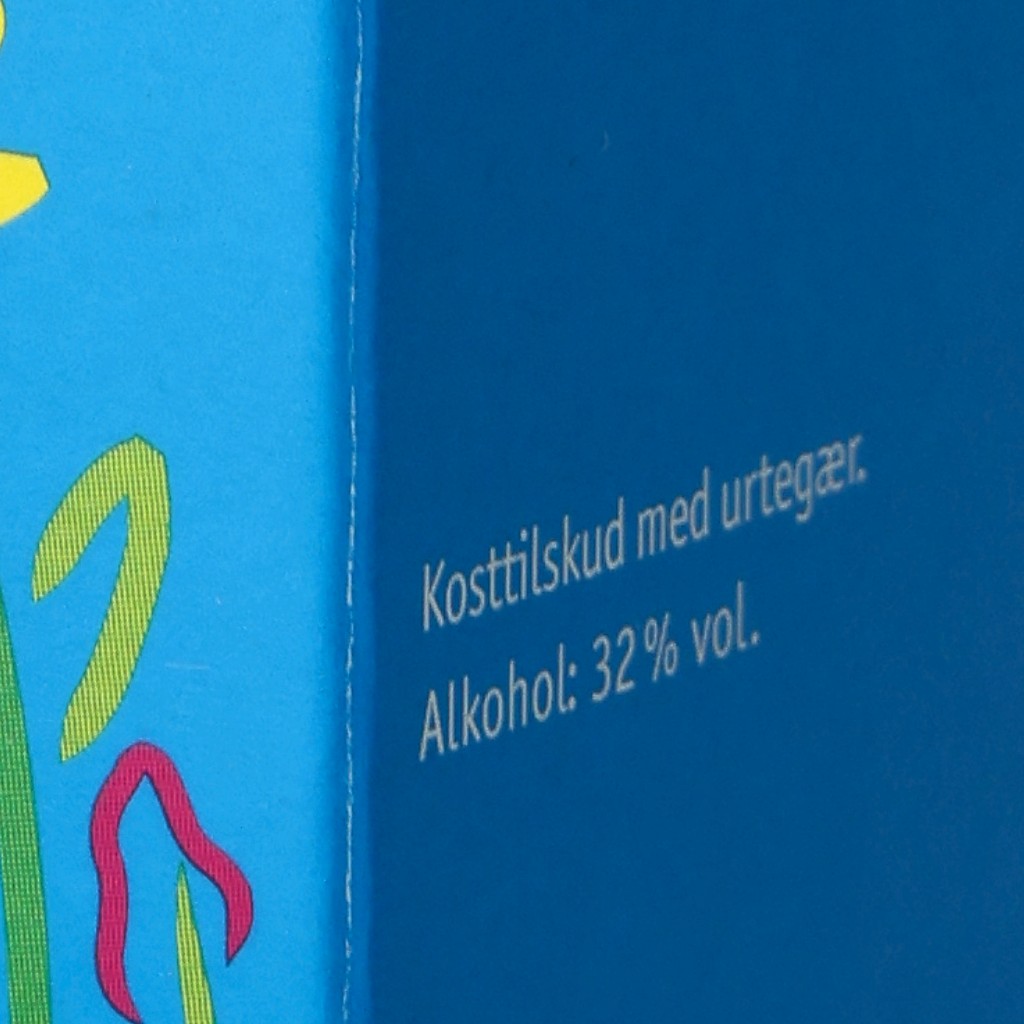 Kosttilskud med urtegær.
Alkohol: 32 % vol.